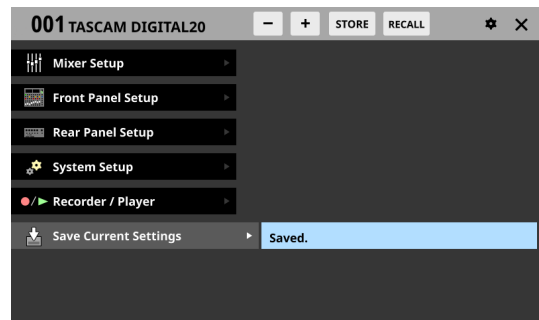 001 TASCAM DIGITAL20 − + STORE RECALL
Mixer Setup
Front Panel Setup
Rear Panel Setup
System Setup
Recorder / Player
Save Current Settings Saved.